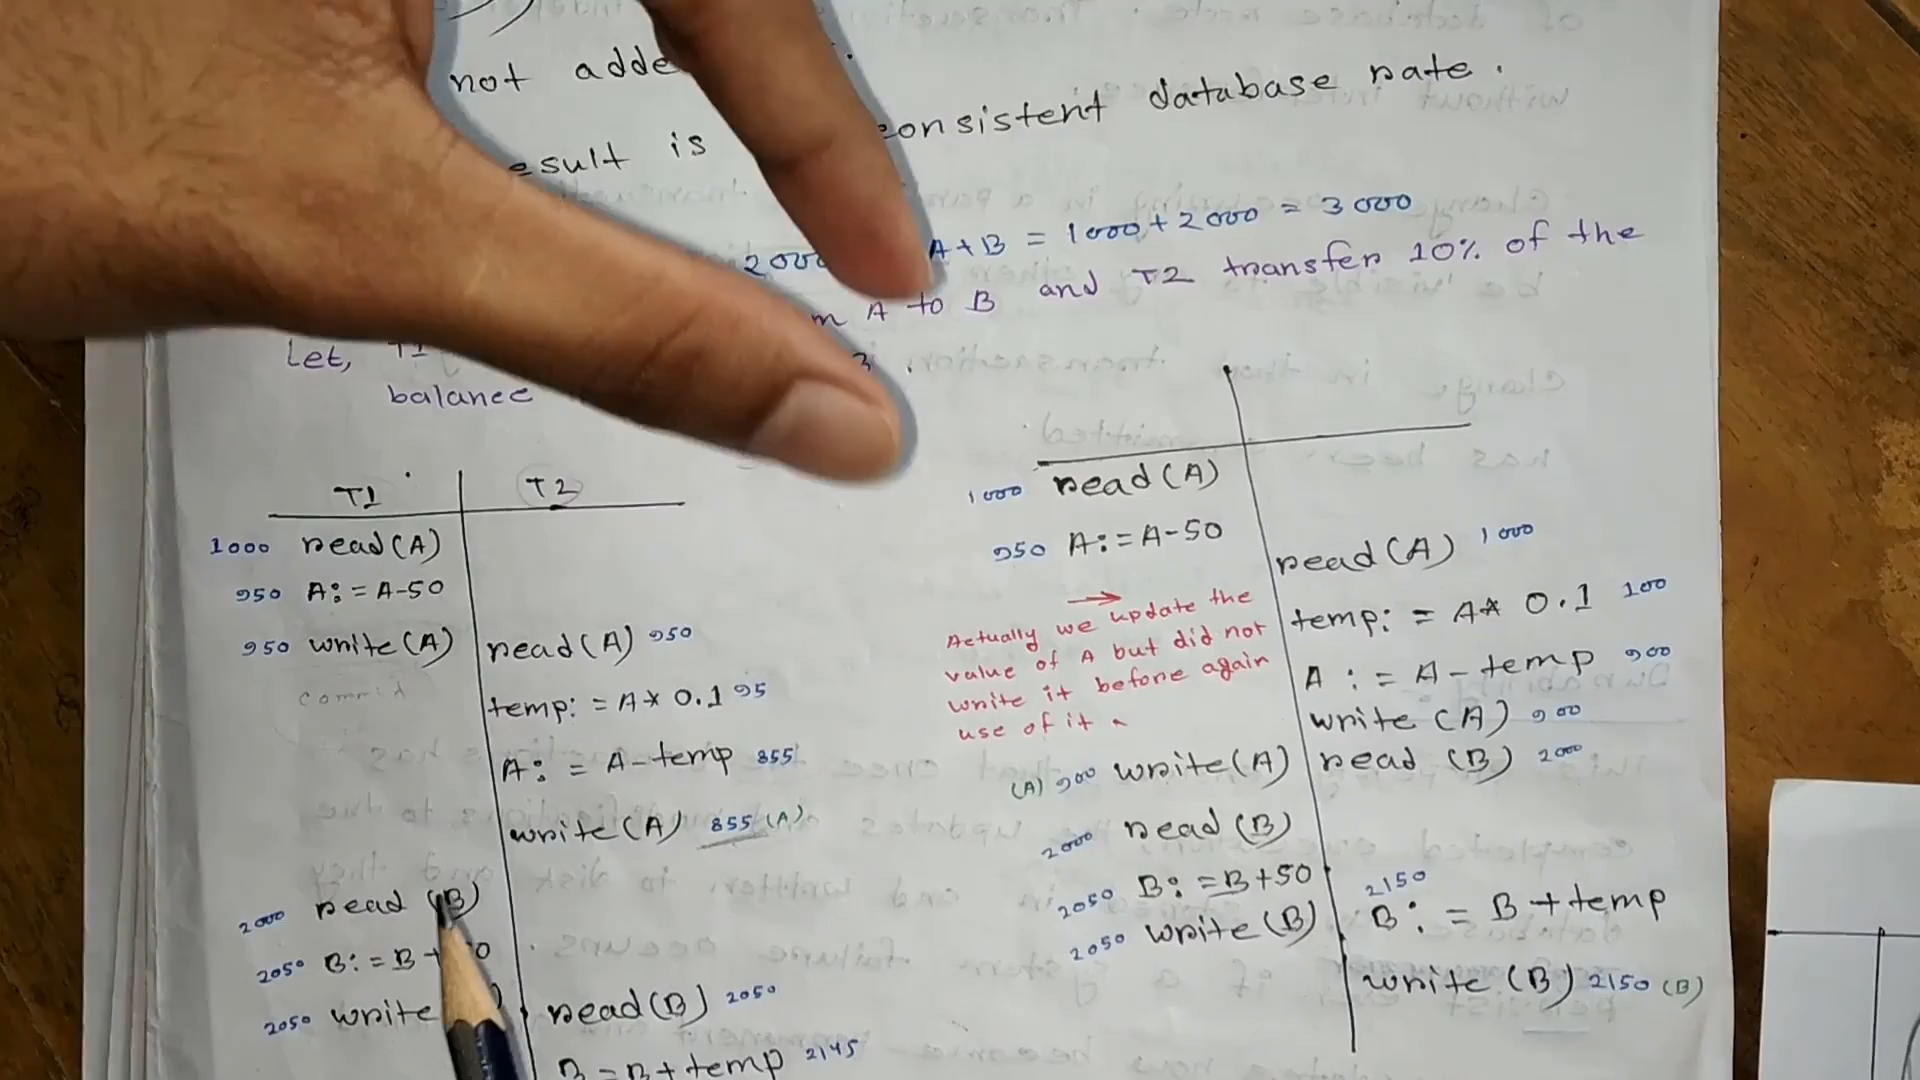 not
consistent database rate.
is
2000 A+B = 1000+2000 = 3000
A to B and T2 transfer 10% of the
Let, T1
balance
T1 T2
1000 read(A)
950 A:=A-50
950 write(A) read(A) 950
commit temp:=A*0.1 95
A:=A-temp 855
write(A) 855 (A)
2000 read (B)
2050 B:=B+
2050 write read(B) 2050
B=B+temp 2145
1000 read(A)
950 A:=A-50
read(A) 1000
temp:=A*0.1 100
A:=A-temp 900
write(A) 900
→
Actually we update the
value of A but did not
write it before again
use of it
(A) 900 write(A) read (B) 2000
2000 read (B)
2050 B:=B+50
2150
B:=B+temp
2050 write(B)
write (B) 2150 (B)